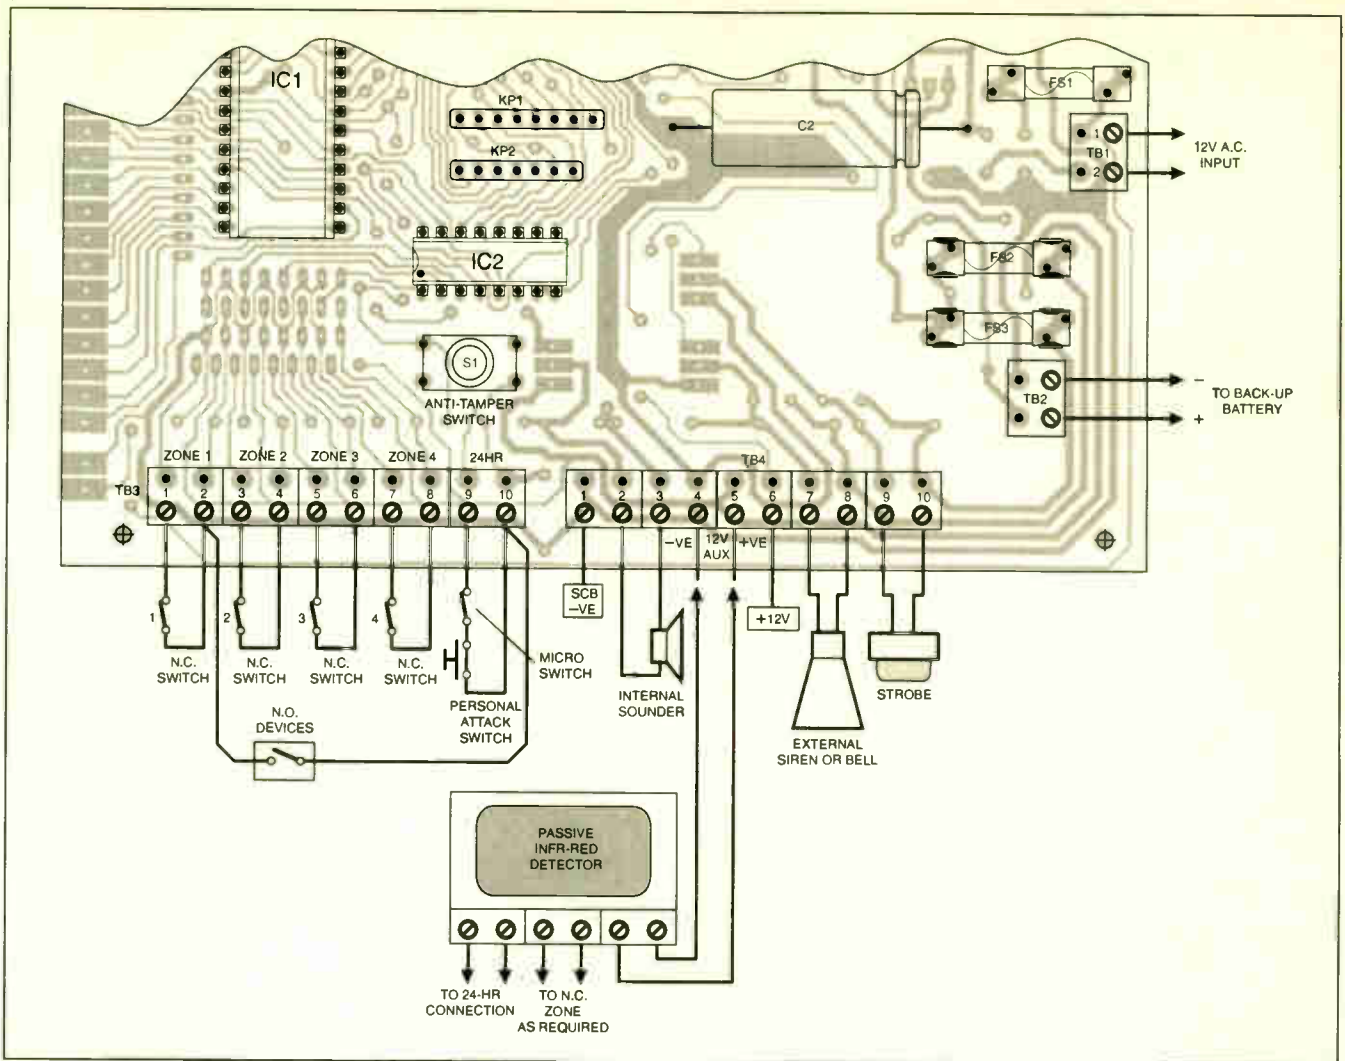 IC1
KP1
KP2
C2
FS1
1
TB1
2
12V A.C.
INPUT
IC2
FS2
FS3
S1
ANTI-TAMPER
SWITCH
TB2
−
+
TO BACK-UP
BATTERY
ZONE 1 ZONE 2 ZONE 3 ZONE 4 24HR
TB3
1 2 3 4 5 6 7 8 9 10
TB4
1 2 3 4 5 6 7 8 9 10
−VE 12V +VE
AUX
SCB
−VE
+12V
1 2 3 4
N.C.
SWITCH
N.C.
SWITCH
N.C.
SWITCH
N.C.
SWITCH
MICRO
SWITCH
PERSONAL
ATTACK
SWITCH
INTERNAL
SOUNDER
STROBE
EXTERNAL
SIREN OR BELL
N.O.
DEVICES
PASSIVE
INFR-RED
DETECTOR
TO 24-HR
CONNECTION
TO N.C.
ZONE
AS REQUIRED